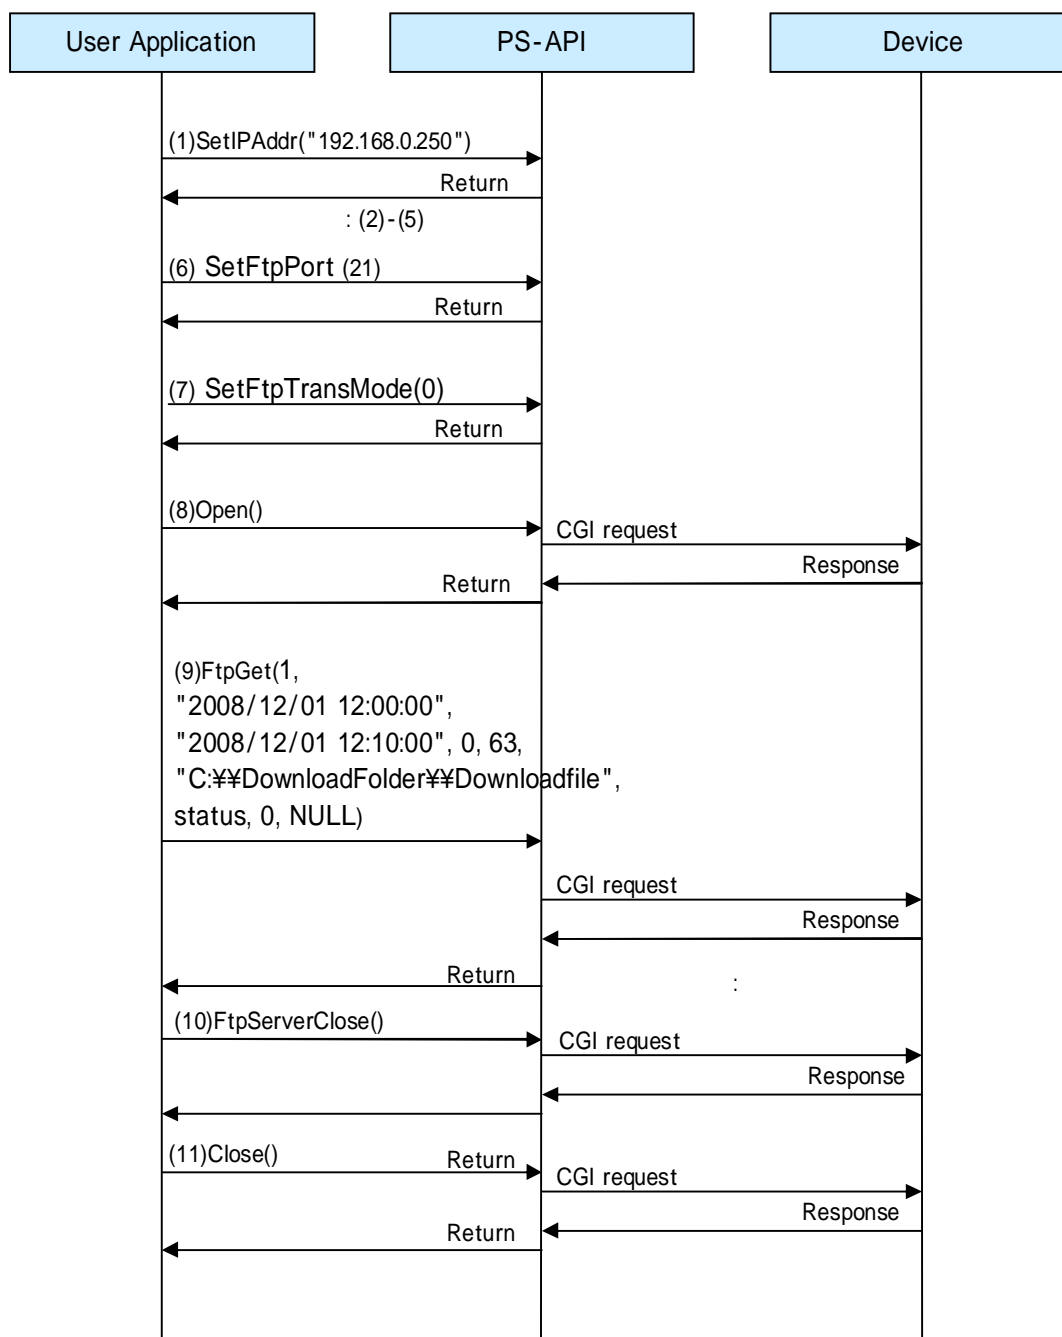 User Application
PS-API
Device
(1)SetIPAddr("192.168.0.250")
Return
: (2)-(5)
(6) SetFtpPort (21)
Return
(7) SetFtpTransMode(0)
Return
(8)Open()
CGI request
Response
Return
(9)FtpGet(1,
"2008/12/01 12:00:00",
"2008/12/01 12:10:00", 0, 63,
"C:¥¥DownloadFolder¥¥Downloadfile",
status, 0, NULL)
CGI request
Response
Return
:
(10)FtpServerClose()
CGI request
Response
(11)Close()
Return
CGI request
Response
Return